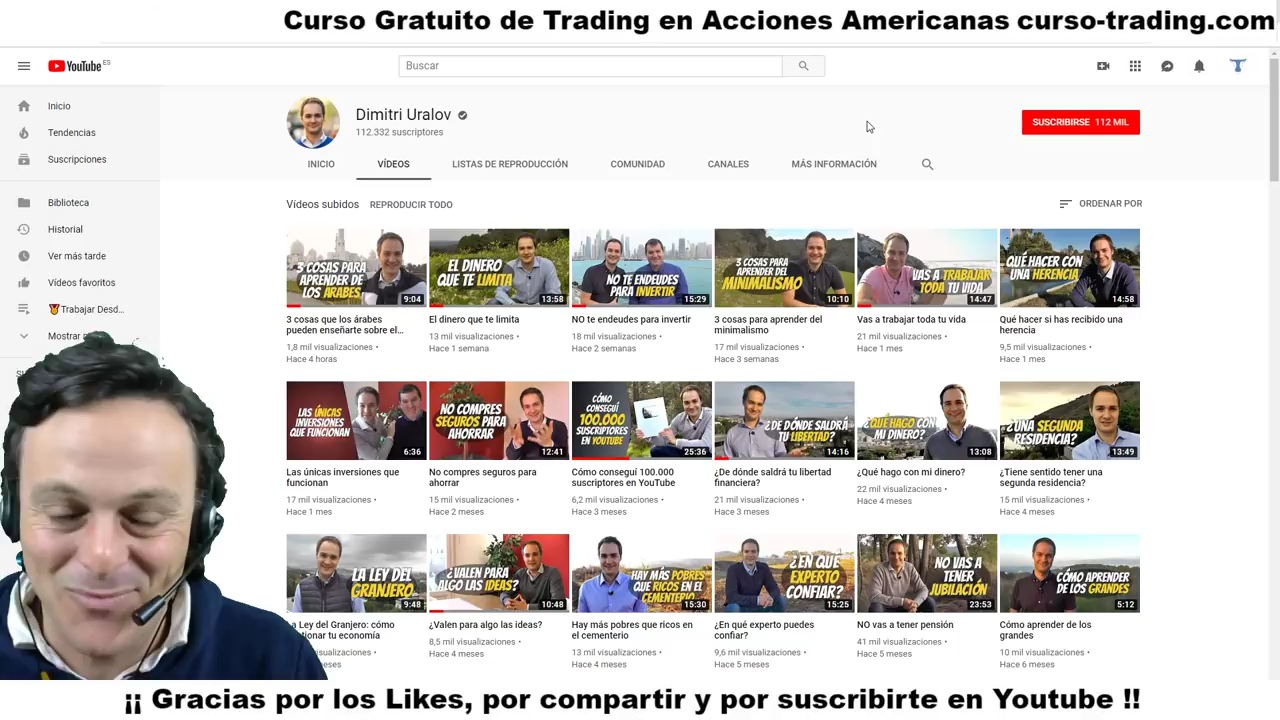 Curso Gratuito de Trading en Acciones Americanas curso-trading.com
YouTube ES
Buscar
Inicio
Tendencias
Suscripciones
Biblioteca
Historial
Ver más tarde
Vídeos favoritos
Trabajar Desd...
Mostrar
Dimitri Uralov
112.332 suscriptores
SUSCRIBIRSE 112 MIL
INICIO VÍDEOS LISTAS DE REPRODUCCIÓN COMUNIDAD CANALES MÁS INFORMACIÓN
Vídeos subidos REPRODUCIR TODO
ORDENAR POR
3 COSAS PARA
APRENDER DE
LOS ÁRABES
9:04
3 cosas que los árabes
pueden enseñarte sobre el...
1,8 mil visualizaciones •
Hace 4 horas
EL DINERO
QUE TE LIMITA
13:58
El dinero que te limita
13 mil visualizaciones •
Hace 1 semana
NO TE ENDEUDES
PARA INVERTIR
15:29
NO te endeudes para invertir
18 mil visualizaciones •
Hace 2 semanas
3 COSAS PARA
APRENDER DEL
MINIMALISMO
10:10
3 cosas para aprender del
minimalismo
17 mil visualizaciones •
Hace 3 semanas
VAS A TRABAJAR
TODA TU VIDA
14:47
Vas a trabajar toda tu vida
21 mil visualizaciones •
Hace 1 mes
QUÉ HACER CON
UNA HERENCIA
14:58
Qué hacer si has recibido una
herencia
9,5 mil visualizaciones •
Hace 1 mes
LAS ÚNICAS
INVERSIONES
QUE FUNCIONAN
6:36
Las únicas inversiones que
funcionan
17 mil visualizaciones •
Hace 1 mes
NO COMPRES
SEGUROS PARA
AHORRAR
12:41
No compres seguros para
ahorrar
15 mil visualizaciones •
Hace 2 meses
CÓMO
CONSEGUÍ
100.000
SUSCRIPTORES
EN YOUTUBE
25:36
Cómo conseguí 100.000
suscriptores en YouTube
6,2 mil visualizaciones •
Hace 3 meses
¿DE DÓNDE SALDRÁ
TU LIBERTAD?
14:16
¿De dónde saldrá tu libertad
financiera?
21 mil visualizaciones •
Hace 3 meses
¿QUÉ HAGO CON
MI DINERO?
13:08
¿Qué hago con mi dinero?
22 mil visualizaciones •
Hace 4 meses
¿UNA SEGUNDA
RESIDENCIA?
13:49
¿Tiene sentido tener una
segunda residencia?
15 mil visualizaciones •
Hace 4 meses
LA LEY DEL
GRANJERO:
9:48
a Ley del Granjero: cómo
tionar tu economía
visualizaciones •
meses
¿VALEN PARA
ALGO LAS IDEAS?
10:48
¿Valen para algo las ideas?
8,5 mil visualizaciones •
Hace 4 meses
HAY MÁS POBRES
QUE RICOS EN EL
CEMENTERIO
15:30
Hay más pobres que ricos en
el cementerio
13 mil visualizaciones •
Hace 4 meses
¿EN QUÉ
EXPERTO
CONFIAR?
15:25
¿En qué experto puedes
confiar?
9,6 mil visualizaciones •
Hace 5 meses
NO VAS A
TENER
JUBILACIÓN
23:53
NO vas a tener pensión
41 mil visualizaciones •
Hace 5 meses
CÓMO APRENDER
DE LOS GRANDES
5:12
Cómo aprender de los
grandes
10 mil visualizaciones •
Hace 6 meses
¡¡ Gracias por los Likes, por compartir y por suscribirte en Youtube !!